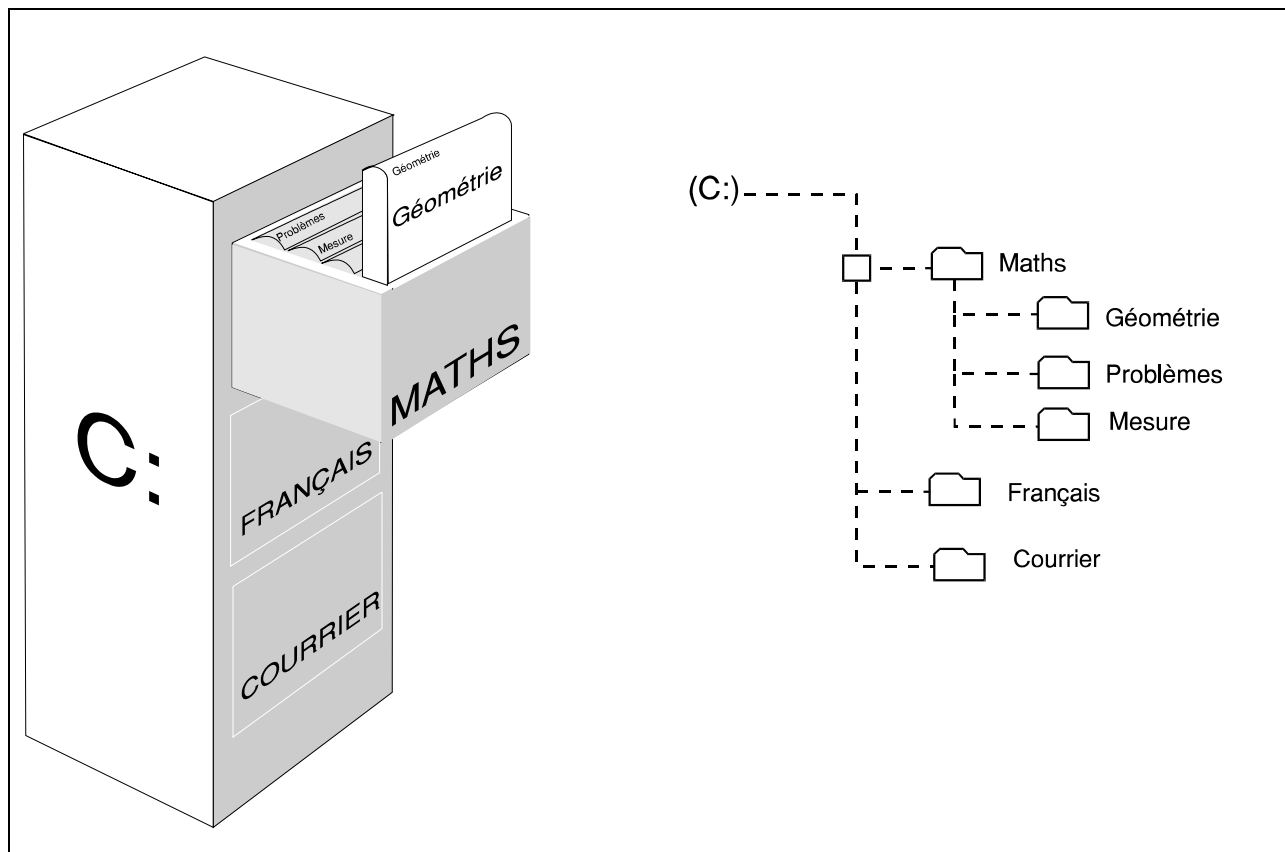 Géométrie
Géométrie
Problèmes
Mesure
MATHS
C:
FRANÇAIS
COURRIER
(C:)
Maths
Géométrie
Problèmes
Mesure
Français
Courrier